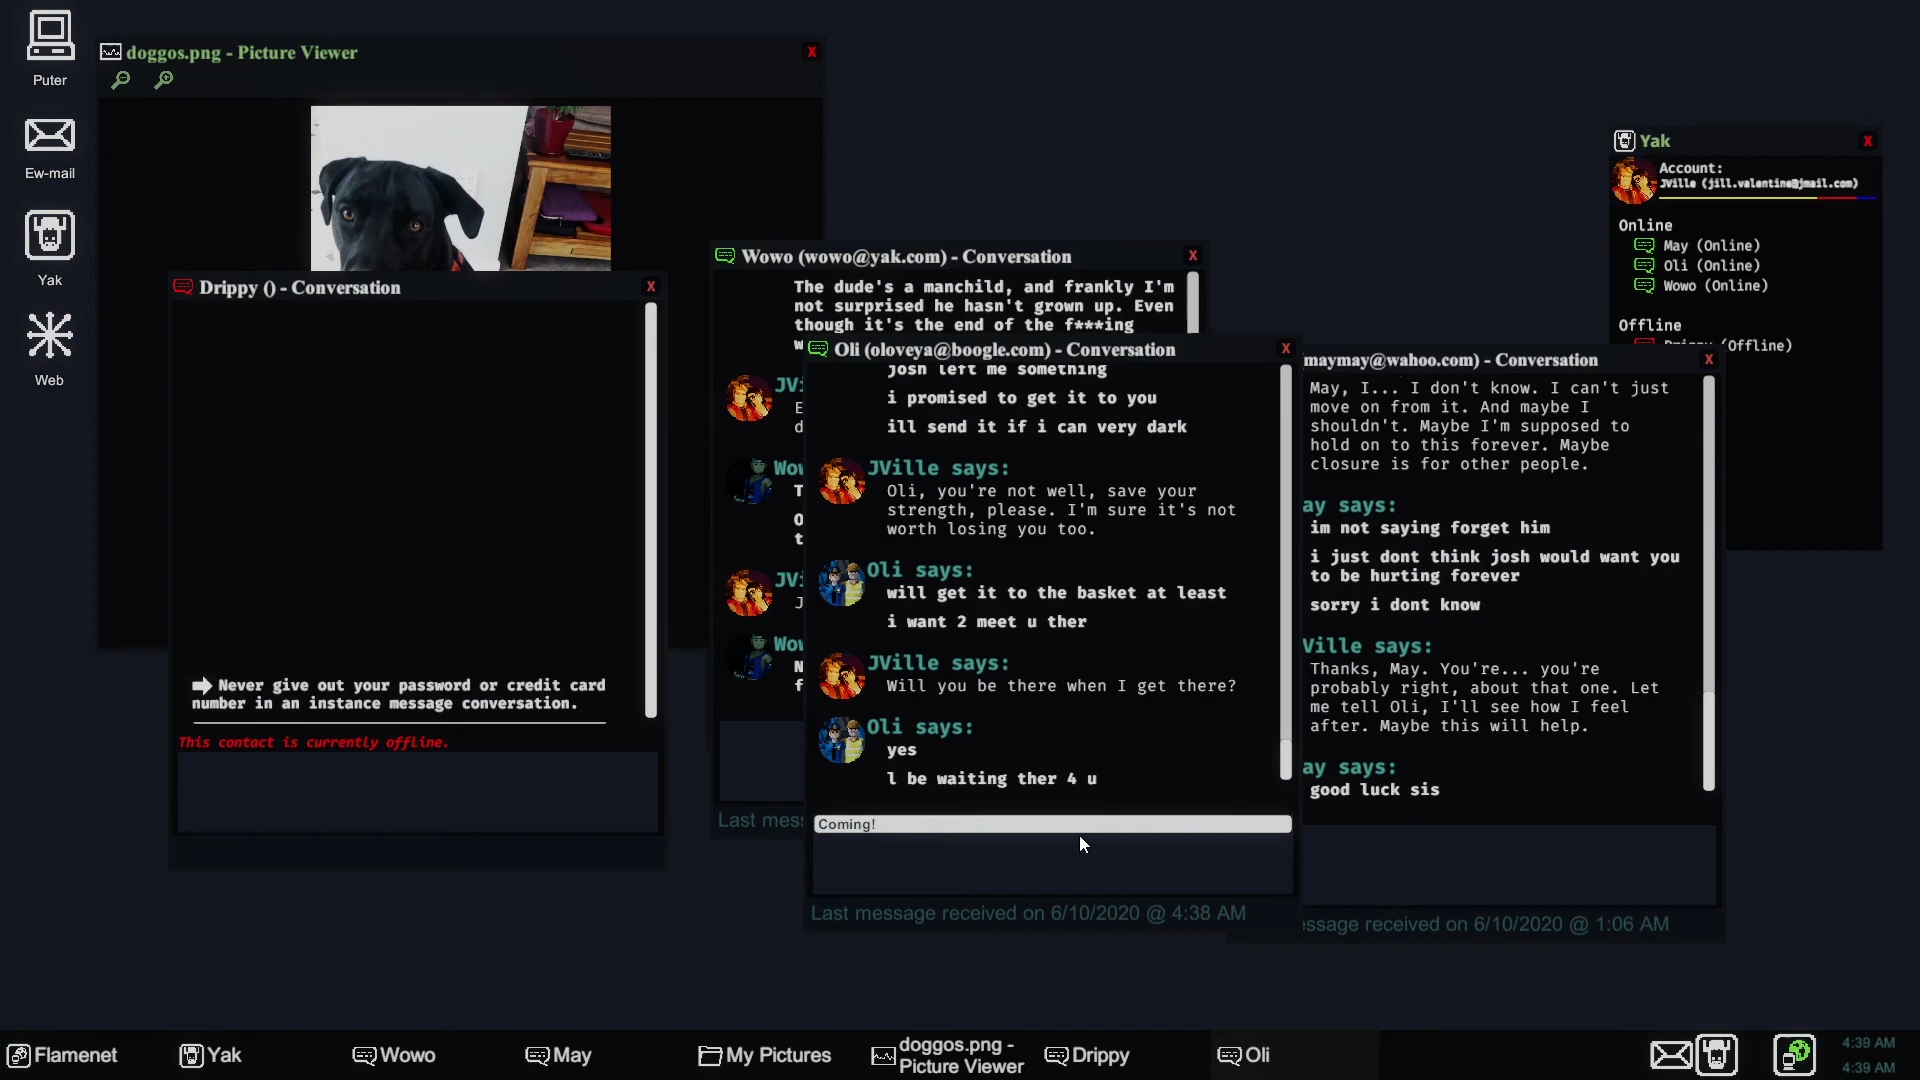 Puter
Ew-mail
Yak
Web
doggos.png - Picture Viewer
X
Drippy () - Conversation
X
Never give out your password or credit card
number in an instance message conversation.
This contact is currently offline.
Wowo (wowo@yak.com) - Conversation
X
The dude's a manchild, and frankly I'm
not surprised he hasn't grown up. Even
though it's the end of the f***ing
Last mess
Oli (oloveya@boogle.com) - Conversation
X
josh left me something
i promised to get it to you
ill send it if i can very dark
JVille says:
Oli, you're not well, save your
strength, please. I'm sure it's not
worth losing you too.
Oli says:
will get it to the basket at least
i want 2 meet u ther
JVille says:
Will you be there when I get there?
Oli says:
yes
l be waiting ther 4 u
Coming!
Last message received on 6/10/2020 @ 4:38 AM
maymay@wahoo.com) - Conversation
X
May, I... I don't know. I can't just
move on from it. And maybe I
shouldn't. Maybe I'm supposed to
hold on to this forever. Maybe
closure is for other people.
ay says:
im not saying forget him
i just dont think josh would want you
to be hurting forever
sorry i dont know
Ville says:
Thanks, May. You're... you're
probably right, about that one. Let
me tell Oli, I'll see how I feel
after. Maybe this will help.
ay says:
good luck sis
ssage received on 6/10/2020 @ 1:06 AM
Yak
X
Account:
JVille (jill.valentine@jmail.com)
Online
May (Online)
Oli (Online)
Wowo (Online)
Offline
Drippy (Offline)
Flamenet
Yak
Wowo
May
My Pictures
doggos.png -
Picture Viewer
Drippy
Oli
4:39 AM
4:39 AM